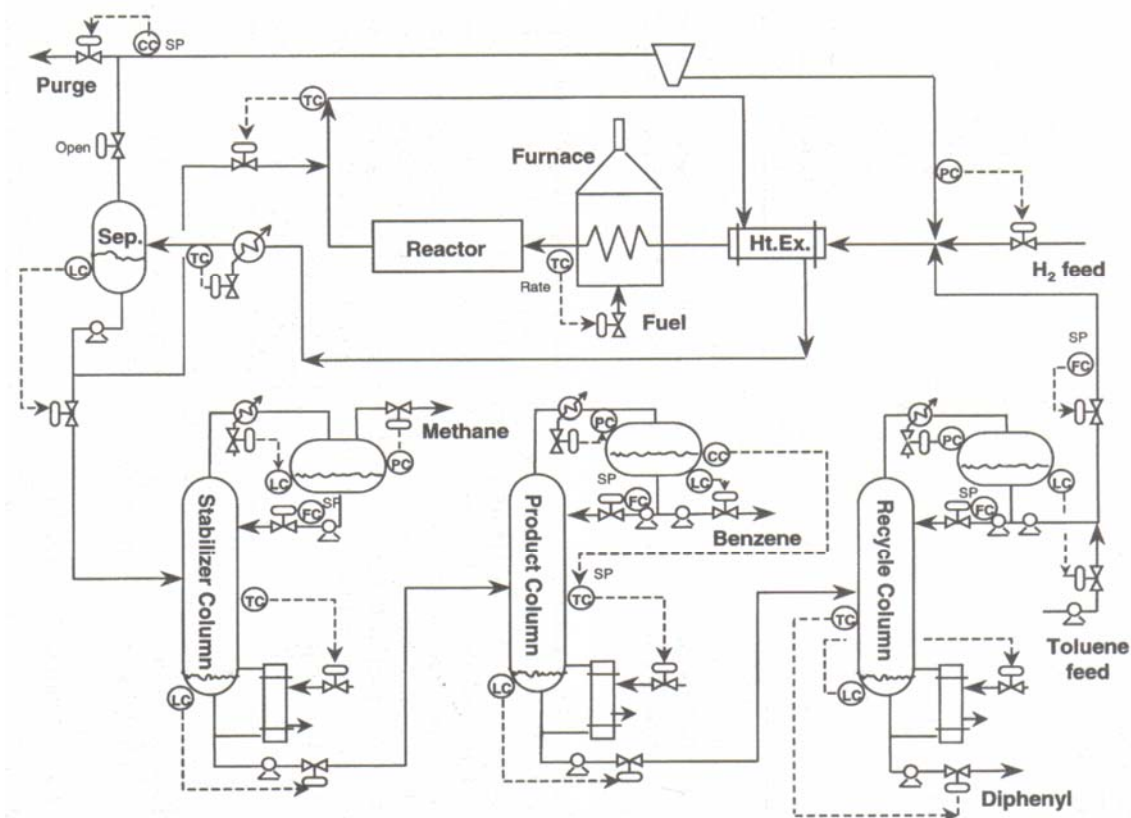 CC SP
Purge
TC
Furnace
Open
PC
Sep.
Reactor
Ht.Ex.
TC
TC
LC
Rate
H2 feed
Fuel
SP
FC
Methane
PC
PC
LC
PC
CC
LC
LC
SP
FC
SP
FC
SP
FC
Benzene
Stabilizer Column
Product Column
Recycle Column
SP
TC
TC
TC
Toluene
feed
LC
LC
LC
Diphenyl